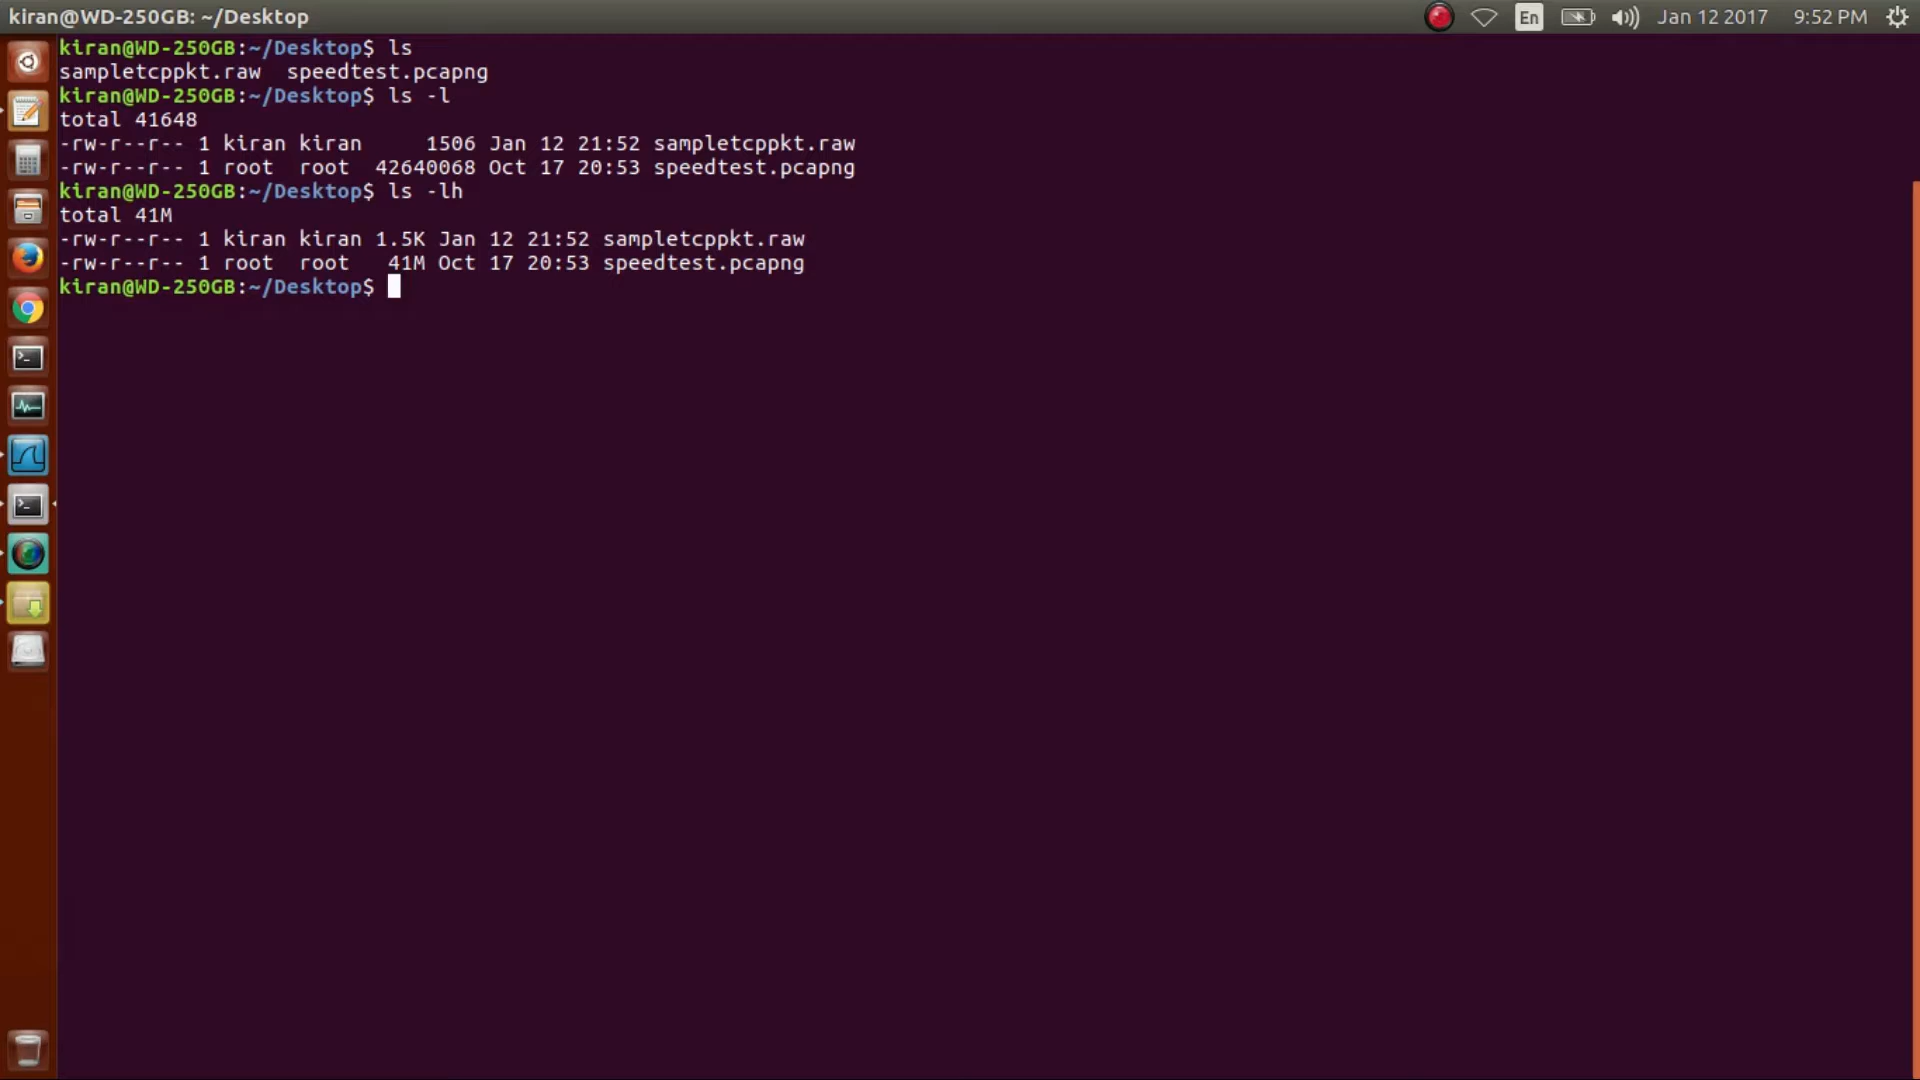 kiran@WD-250GB: ~/Desktop En Jan 12 2017 9:52 PM
kiran@WD-250GB:~/Desktop$ ls
sampletcppkt.raw  speedtest.pcapng
kiran@WD-250GB:~/Desktop$ ls -l
total 41648
-rw-r--r-- 1 kiran kiran     1506 Jan 12 21:52 sampletcppkt.raw
-rw-r--r-- 1 root  root  42640068 Oct 17 20:53 speedtest.pcapng
kiran@WD-250GB:~/Desktop$ ls -lh
total 41M
-rw-r--r-- 1 kiran kiran 1.5K Jan 12 21:52 sampletcppkt.raw
-rw-r--r-- 1 root  root   41M Oct 17 20:53 speedtest.pcapng
kiran@WD-250GB:~/Desktop$